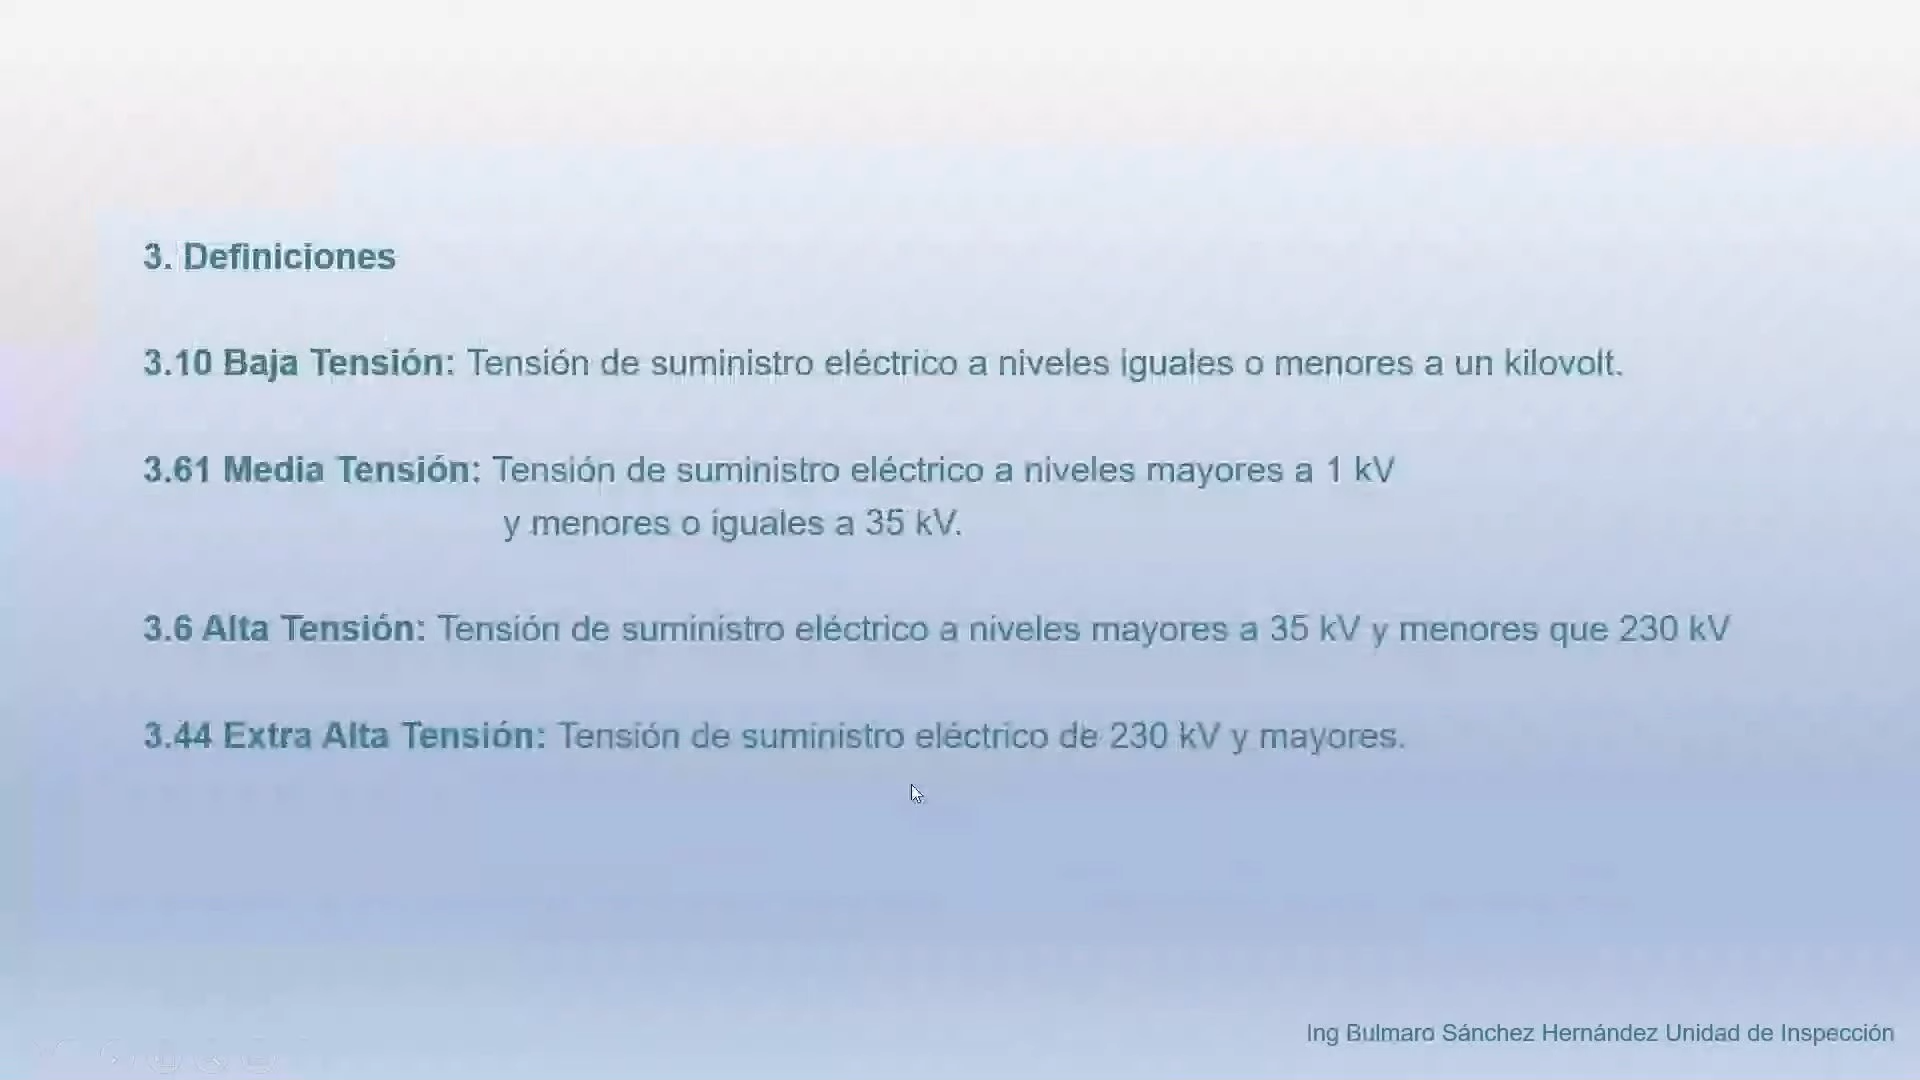 3. Definiciones
3.10 Baja Tensión: Tensión de suministro eléctrico a niveles iguales o menores a un kilovolt.
3.61 Media Tensión: Tensión de suministro eléctrico a niveles mayores a 1 kV
y menores o iguales a 35 kV.
3.6 Alta Tensión: Tensión de suministro eléctrico a niveles mayores a 35 kV y menores que 230 kV
3.44 Extra Alta Tensión: Tensión de suministro eléctrico de 230 kV y mayores.
Ing Bulmaro Sánchez Hernández Unidad de Inspección